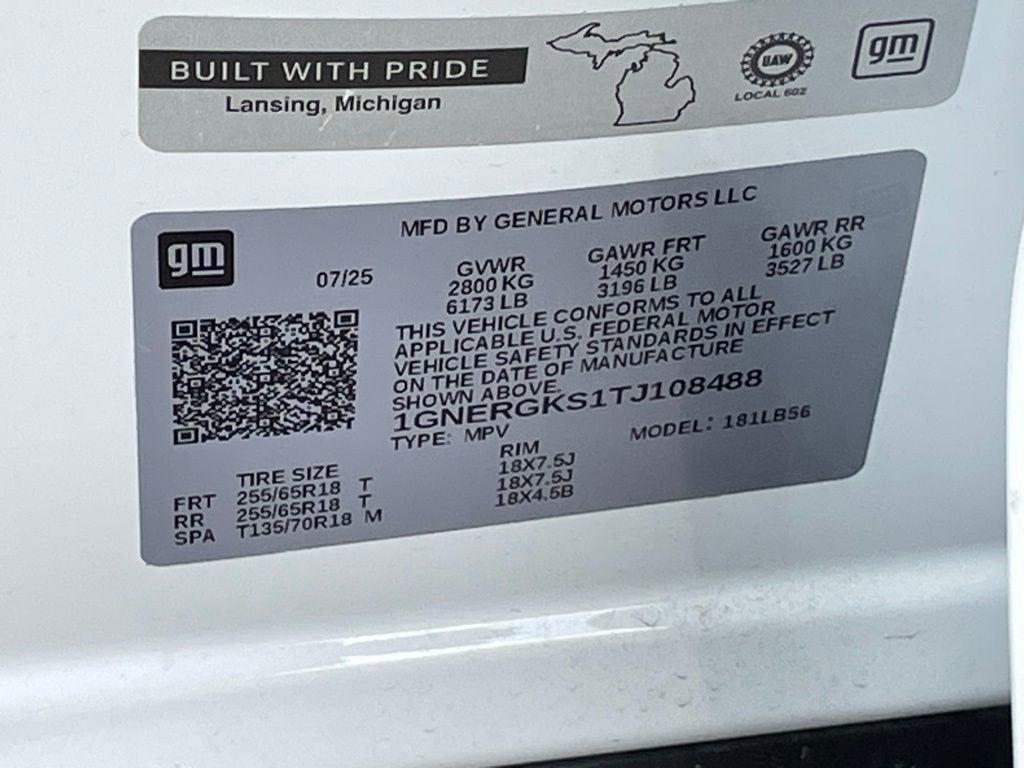 BUILT WITH PRIDE
Lansing, Michigan
UAW
LOCAL 602
gm
gm
MFD BY GENERAL MOTORS LLC
07/25
GVWR GAWR FRT GAWR RR
2800 KG 1450 KG 1600 KG
6173 LB 3196 LB 3527 LB
THIS VEHICLE CONFORMS TO ALL
APPLICABLE U.S. FEDERAL MOTOR
VEHICLE SAFETY STANDARDS IN EFFECT
ON THE DATE OF MANUFACTURE
SHOWN ABOVE.
1GNERGKS1TJ108488
TYPE: MPV MODEL: 181LB56
TIRE SIZE RIM
FRT 255/65R18 T 18X7.5J
RR 255/65R18 T 18X7.5J
SPA T135/70R18 M 18X4.5B